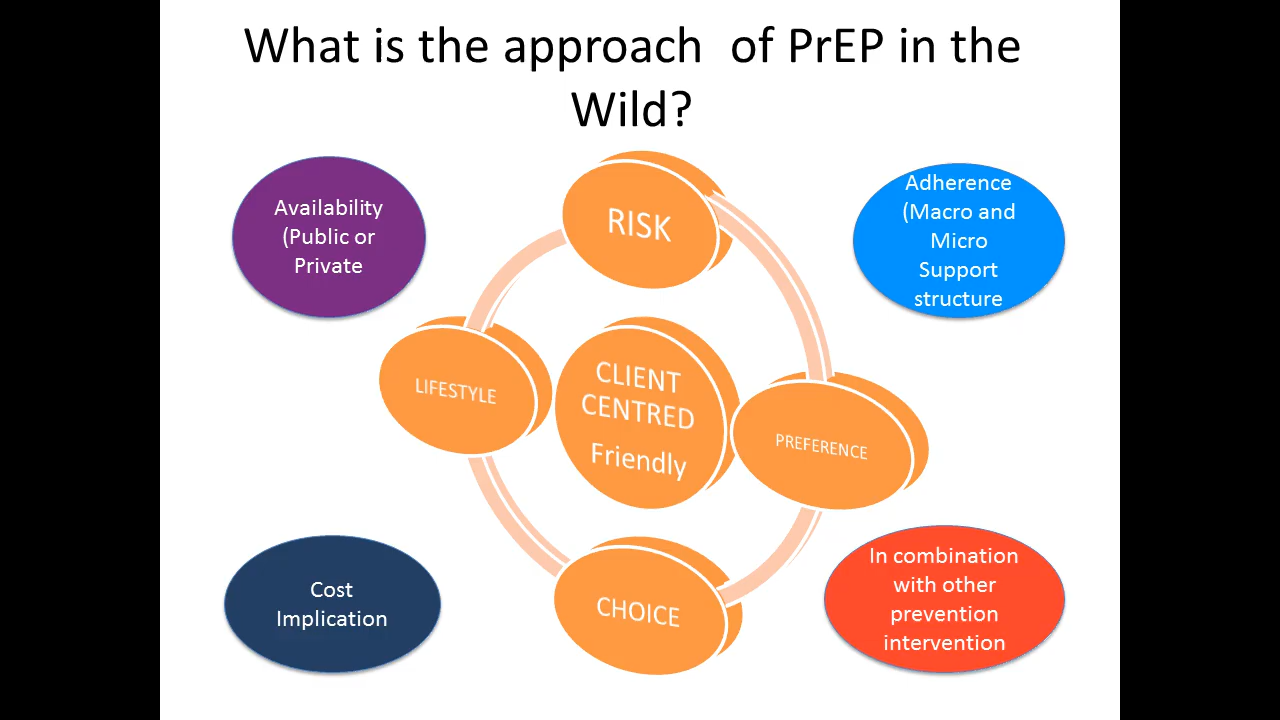 What is the approach  of PrEP in the
Wild?
Availability
(Public or
Private
RISK
Adherence
(Macro and
Micro
Support
structure
LIFESTYLE
CLIENT
CENTRED
Friendly
PREFERENCE
Cost
Implication
CHOICE
In combination
with other
prevention
intervention